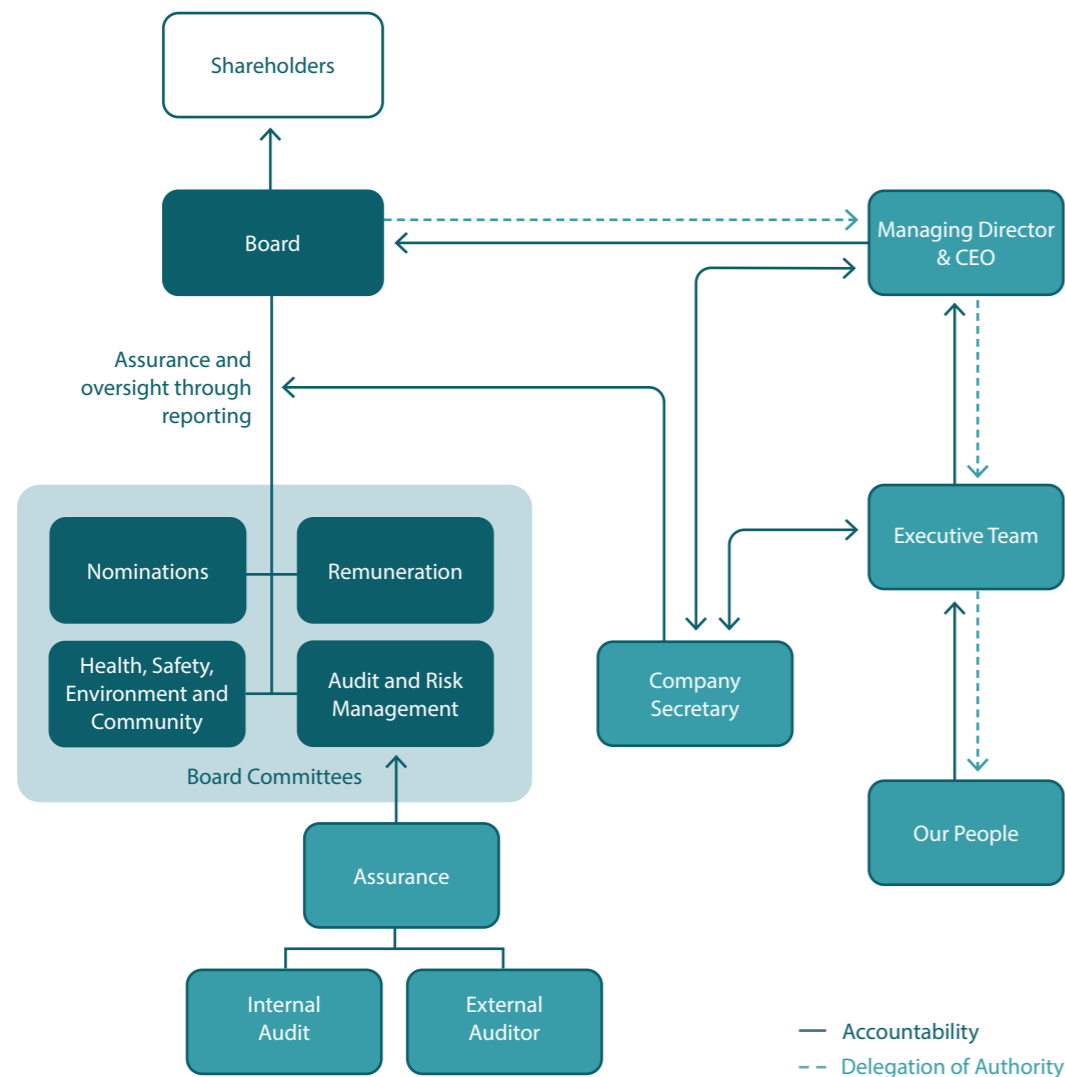 Shareholders
Board
Managing Director
& CEO
Assurance and
oversight through
reporting
Nominations
Remuneration
Executive Team
Health, Safety,
Environment and
Community
Audit and Risk
Management
Company
Secretary
Board Committees
Our People
Assurance
Internal
Audit
External
Auditor
Accountability
Delegation of Authority